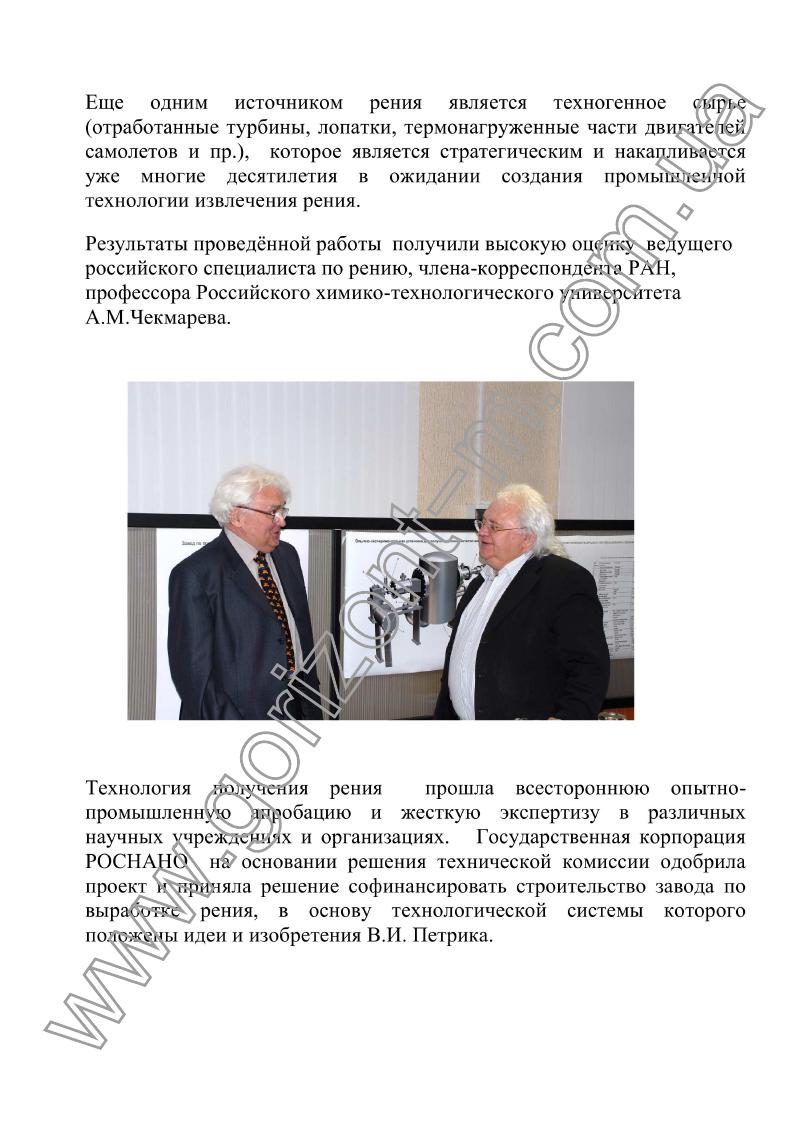 Еще одним источником рения является техногенное сырье
(отработанные турбины, лопатки, термонагруженные части двигателей
самолетов и пр.), которое является стратегическим и накапливается
уже многие десятилетия в ожидании создания промышленной
технологии извлечения рения.
Результаты проведённой работы получили высокую оценку ведущего
российского специалиста по рению, члена-корреспондента РАН,
профессора Российского химико-технологического университета
А.М.Чекмарева.
Завод по
Опытно-экспериментальная
Технология получения рения прошла всестороннюю опытно-
промышленную апробацию и жесткую экспертизу в различных
научных учреждениях и организациях. Государственная корпорация
РОСНАНО на основании решения технической комиссии одобрила
проект и приняла решение софинансировать строительство завода по
выработке рения, в основу технологической системы которого
положены идеи и изобретения В.И. Петрика.
www.gorizont-m.com.ua